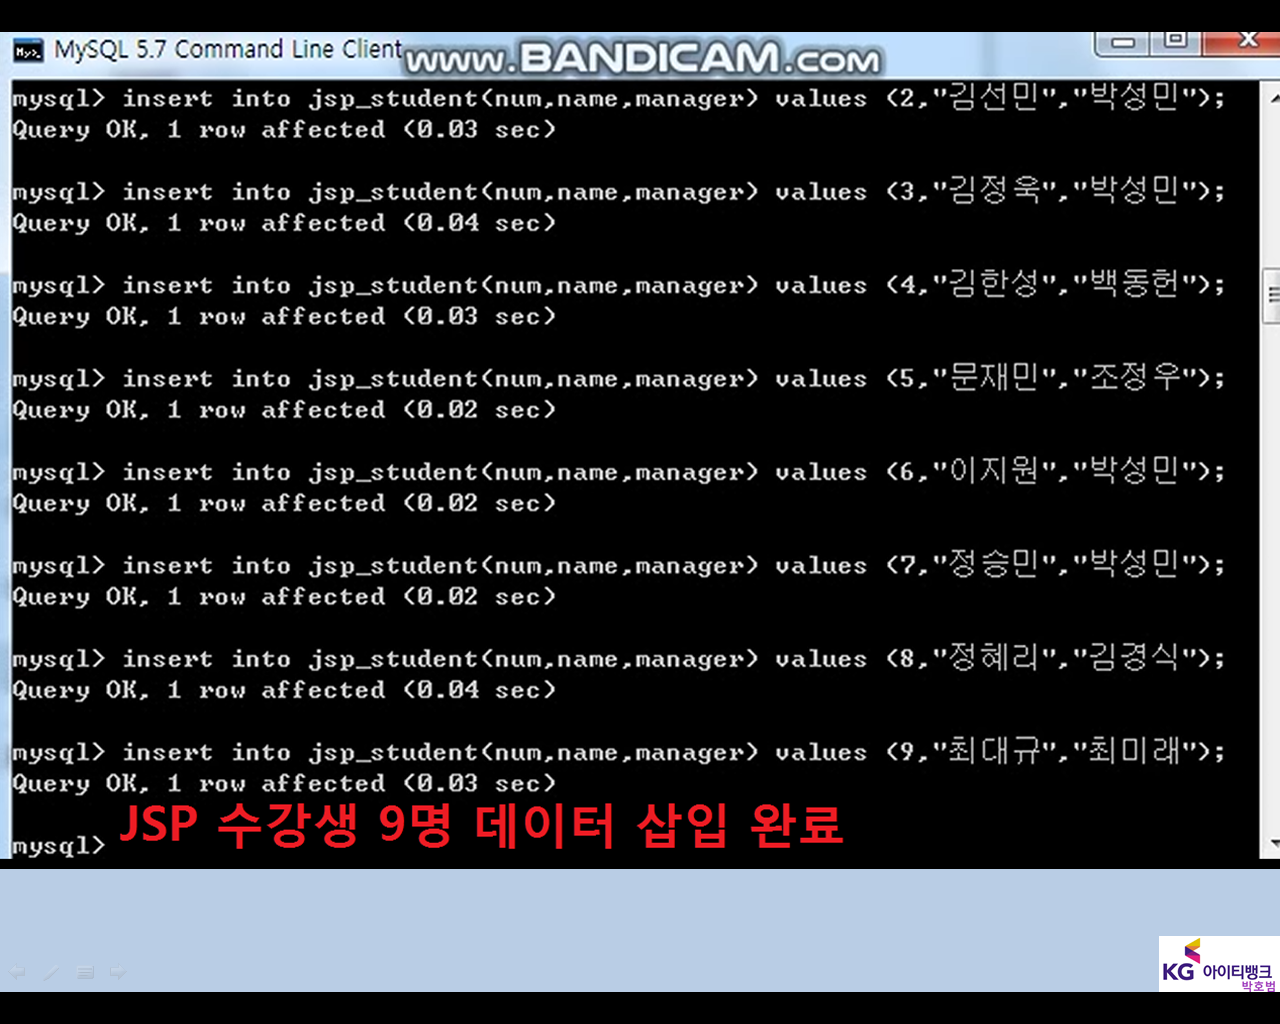 MySQL 5.7 Command Line Client
www.BANDICAM.com
mysql> insert into jsp_student(num,name,manager) values (2,"김선민","박성민");
Query OK, 1 row affected (0.03 sec)
mysql> insert into jsp_student(num,name,manager) values (3,"김정욱","박성민");
Query OK, 1 row affected (0.04 sec)
mysql> insert into jsp_student(num,name,manager) values (4,"김한성","백동헌");
Query OK, 1 row affected (0.03 sec)
mysql> insert into jsp_student(num,name,manager) values (5,"문재민","조정우");
Query OK, 1 row affected (0.02 sec)
mysql> insert into jsp_student(num,name,manager) values (6,"이지원","박성민");
Query OK, 1 row affected (0.02 sec)
mysql> insert into jsp_student(num,name,manager) values (7,"정승민","박성민");
Query OK, 1 row affected (0.02 sec)
mysql> insert into jsp_student(num,name,manager) values (8,"정혜리","김경식");
Query OK, 1 row affected (0.04 sec)
mysql> insert into jsp_student(num,name,manager) values (9,"최대규","최미래");
Query OK, 1 row affected (0.03 sec)
JSP 수강생 9명 데이터 삽입 완료
mysql>
KG 아이티뱅크
박호범